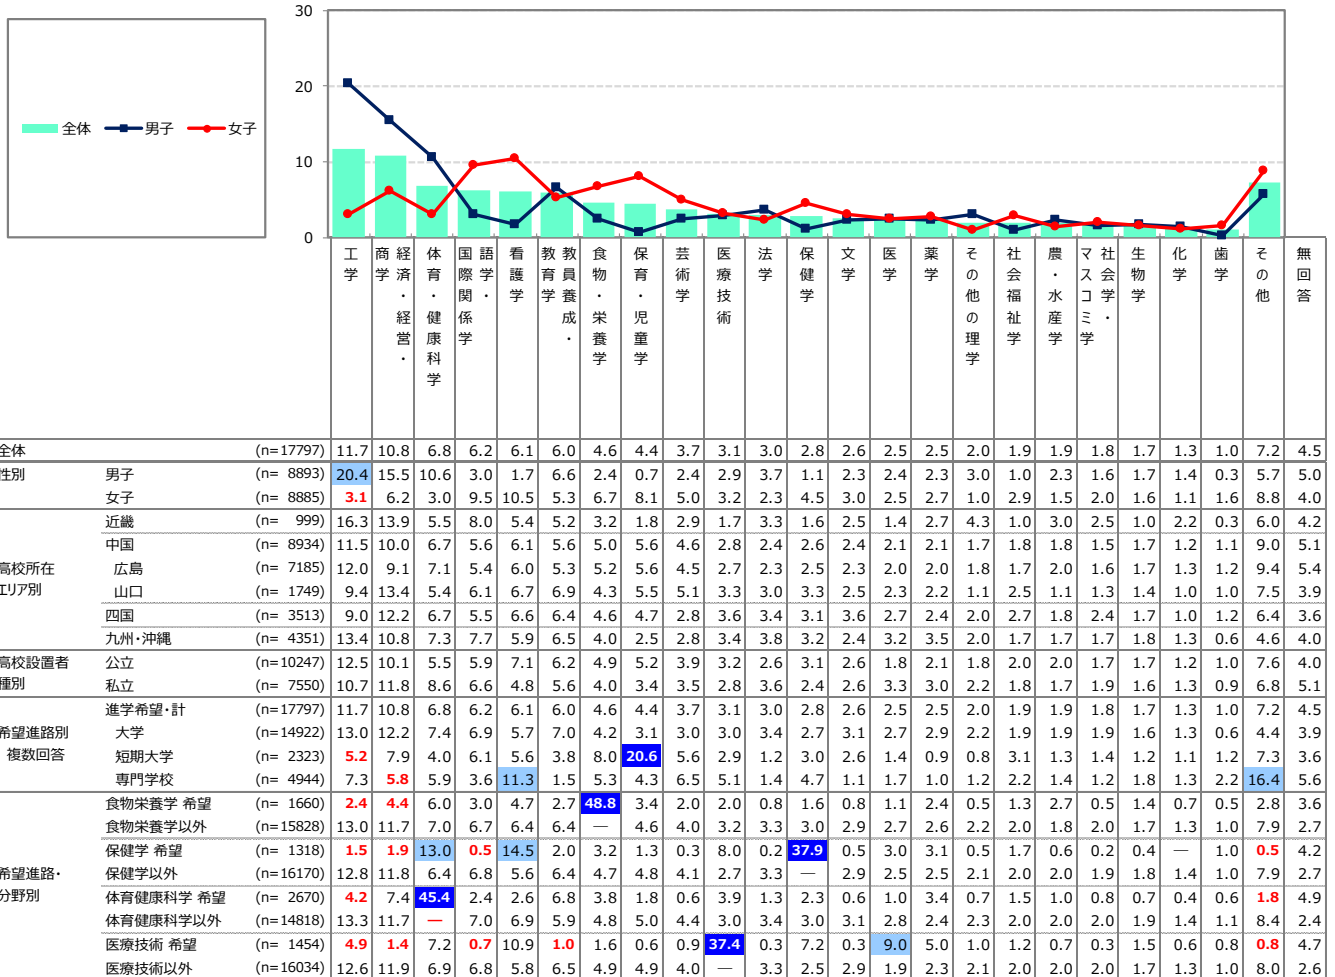 30
20
10
0
全体 男子 女子
工学
経済・経営・商学
体育・健康科学
語学・国際関係学
看護学
教員養成・教育学
食物・栄養学
保育・児童学
芸術学
医療技術
法学
保健学
文学
医学
薬学
その他の理学
社会福祉学
農・水産学
社会学・マスコミ学
生物学
化学
歯学
その他
無回答
全体 (n=17797) 11.7 10.8 6.8 6.2 6.1 6.0 4.6 4.4 3.7 3.1 3.0 2.8 2.6 2.5 2.5 2.0 1.9 1.9 1.8 1.7 1.3 1.0 7.2 4.5
性別 男子 (n= 8893) 20.4 15.5 10.6 3.0 1.7 6.6 2.4 0.7 2.4 2.9 3.7 1.1 2.3 2.4 2.3 3.0 1.0 2.3 1.6 1.7 1.4 0.3 5.7 5.0
女子 (n= 8885) 3.1 6.2 3.0 9.5 10.5 5.3 6.7 8.1 5.0 3.2 2.3 4.5 3.0 2.5 2.7 1.0 2.9 1.5 2.0 1.6 1.1 1.6 8.8 4.0
近畿 (n= 999) 16.3 13.9 5.5 8.0 5.4 5.2 3.2 1.8 2.9 1.7 3.3 1.6 2.5 1.4 2.7 4.3 1.0 3.0 2.5 1.0 2.2 0.3 6.0 4.2
中国 (n= 8934) 11.5 10.0 6.7 5.6 6.1 5.6 5.0 5.6 4.6 2.8 2.4 2.6 2.4 2.1 2.1 1.7 1.8 1.8 1.5 1.7 1.2 1.1 9.0 5.1
高校所在エリア別 広島 (n= 7185) 12.0 9.1 7.1 5.4 6.0 5.3 5.2 5.6 4.5 2.7 2.3 2.5 2.3 2.0 2.0 1.8 1.7 2.0 1.6 1.7 1.3 1.2 9.4 5.4
山口 (n= 1749) 9.4 13.4 5.4 6.1 6.7 6.9 4.3 5.5 5.1 3.3 3.0 3.3 2.5 2.3 2.2 1.1 2.5 1.1 1.3 1.4 1.0 1.0 7.5 3.9
四国 (n= 3513) 9.0 12.2 6.7 5.5 6.6 6.4 4.3 4.7 2.8 3.6 3.4 3.1 3.6 2.7 2.4 2.0 2.7 1.8 2.4 1.7 1.0 1.2 6.4 3.6
九州・沖縄 (n= 4351) 13.4 10.8 7.3 7.7 5.9 6.5 4.0 2.5 2.8 3.4 3.8 3.2 2.4 3.2 3.5 2.0 1.7 1.7 1.7 1.8 1.3 0.6 4.6 4.0
高校設置者種別 公立 (n=10247) 12.5 10.1 5.5 5.9 7.1 6.2 4.9 5.2 3.9 3.2 2.6 3.1 2.6 1.8 2.1 1.8 2.0 2.0 1.7 1.7 1.2 1.0 7.6 4.0
私立 (n= 7550) 10.7 11.8 8.6 6.6 4.8 5.6 4.0 3.4 3.5 2.8 3.6 2.4 2.6 3.3 3.0 2.2 1.8 1.7 1.9 1.6 1.3 0.9 6.8 5.1
進学希望・計 (n=17797) 11.7 10.8 6.8 6.2 6.1 6.0 4.6 4.4 3.7 3.1 3.0 2.8 2.6 2.5 2.5 2.0 1.9 1.9 1.8 1.7 1.3 1.0 7.2 4.5
希望進路別 大学 (n=14922) 13.0 12.2 7.4 6.9 5.7 7.0 4.2 3.1 3.0 3.0 3.4 2.7 3.1 2.7 2.9 2.2 1.9 1.9 1.9 1.6 1.3 0.6 4.4 3.9
複数回答 短期大学 (n= 2323) 5.2 7.9 4.0 6.1 5.6 3.8 8.0 20.6 5.6 2.9 1.2 3.0 2.6 1.4 0.9 0.8 3.1 1.3 1.4 1.2 1.1 1.2 7.3 3.6
専門学校 (n= 4944) 7.3 5.8 5.9 3.6 11.3 1.5 5.3 4.3 6.5 5.1 1.4 4.7 1.1 1.7 1.0 1.2 2.2 1.4 1.2 1.8 1.3 2.2 16.4 5.6
食物栄養学 希望 (n= 1660) 2.4 4.4 6.0 3.0 4.7 2.7 48.8 3.4 2.0 2.0 0.8 1.6 0.8 1.1 2.4 0.5 1.3 2.7 0.5 1.4 0.7 0.5 2.8 3.6
食物栄養学以外 (n=15828) 13.0 11.7 7.0 6.7 6.4 6.4 — 4.6 4.0 3.2 3.3 3.0 2.9 2.7 2.6 2.2 2.0 1.8 2.0 1.7 1.3 1.0 7.9 2.7
保健学 希望 (n= 1318) 1.5 1.9 13.0 0.5 14.5 2.0 3.2 1.3 0.3 8.0 0.2 37.9 0.5 3.0 3.1 0.5 1.7 0.6 0.2 0.4 — 1.0 0.5 4.2
希望進路・分野別 保健学以外 (n=16170) 12.8 11.8 6.4 6.8 5.6 6.4 4.7 4.8 4.1 2.7 3.3 — 2.9 2.5 2.5 2.1 2.0 2.0 1.9 1.8 1.4 1.0 7.9 2.7
体育健康科学 希望 (n= 2670) 4.2 7.4 45.4 2.4 2.6 6.8 3.8 1.8 0.6 3.9 1.3 2.3 0.6 1.0 3.4 0.7 1.5 1.0 0.8 0.7 0.4 0.6 1.8 4.9
体育健康科学以外 (n=14818) 13.3 11.7 — 7.0 6.9 5.9 4.8 5.0 4.4 3.0 3.4 3.0 3.1 2.8 2.4 2.3 2.0 2.0 2.0 1.9 1.4 1.1 8.4 2.4
医療技術 希望 (n= 1454) 4.9 1.4 7.2 0.7 10.9 1.0 1.6 0.6 0.9 37.4 0.3 7.2 0.3 9.0 5.0 1.0 1.2 0.7 0.3 1.5 0.6 0.8 0.8 4.7
医療技術以外 (n=16034) 12.6 11.9 6.9 6.8 5.8 6.5 4.9 4.9 4.0 — 3.3 2.5 2.9 1.9 2.3 2.1 2.0 2.0 2.0 1.7 1.3 1.0 8.0 2.6